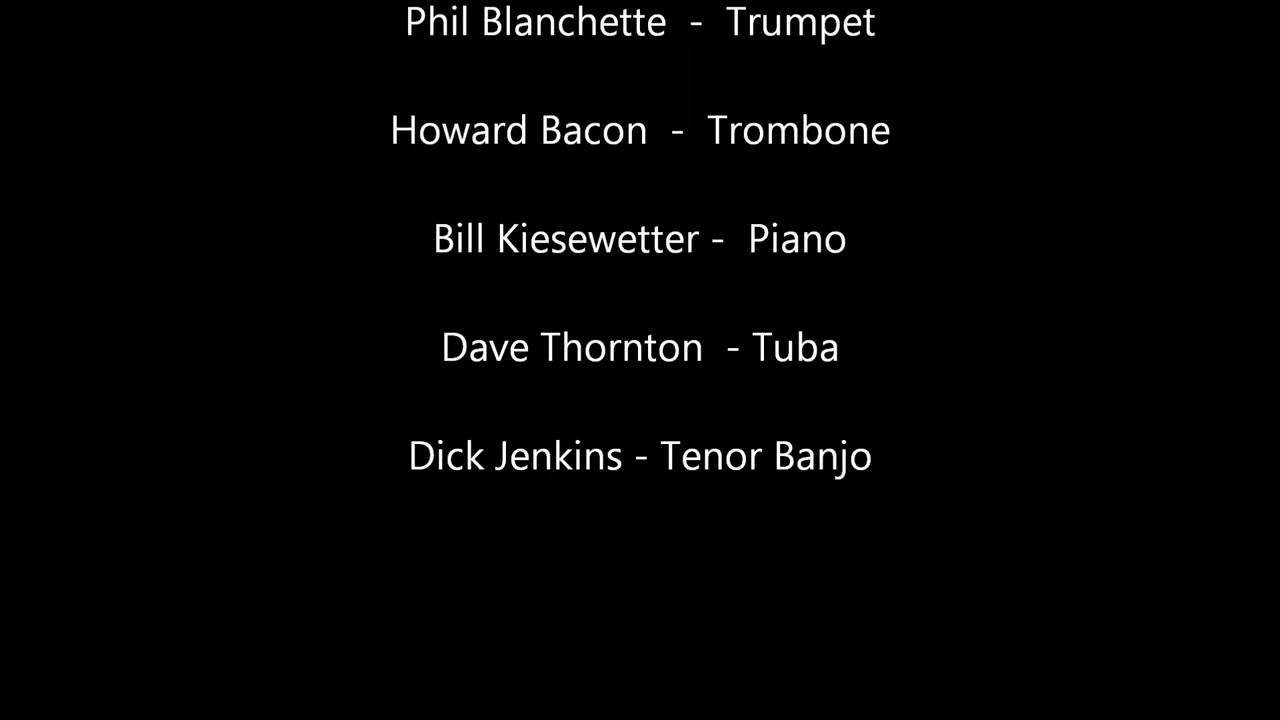 Phil Blanchette  -  Trumpet
Howard Bacon  -  Trombone
Bill Kiesewetter -  Piano
Dave Thornton  - Tuba
Dick Jenkins - Tenor Banjo